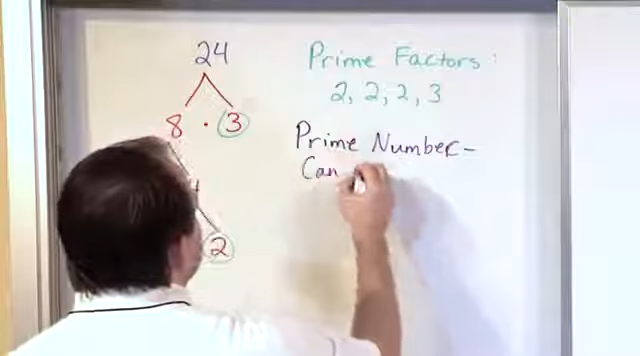 24
8 · 3
2
Prime Factors:
2, 2, 2, 3
Prime Number-
Can